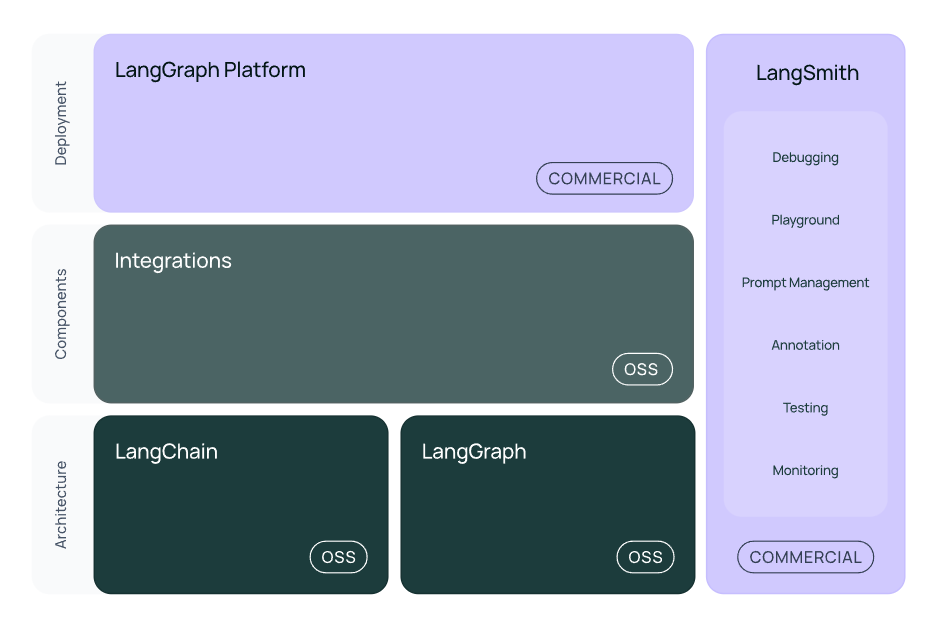 Deployment
LangGraph Platform
COMMERCIAL
Components
Integrations
OSS
Architecture
LangChain
OSS
LangGraph
OSS
LangSmith
Debugging
Playground
Prompt Management
Annotation
Testing
Monitoring
COMMERCIAL